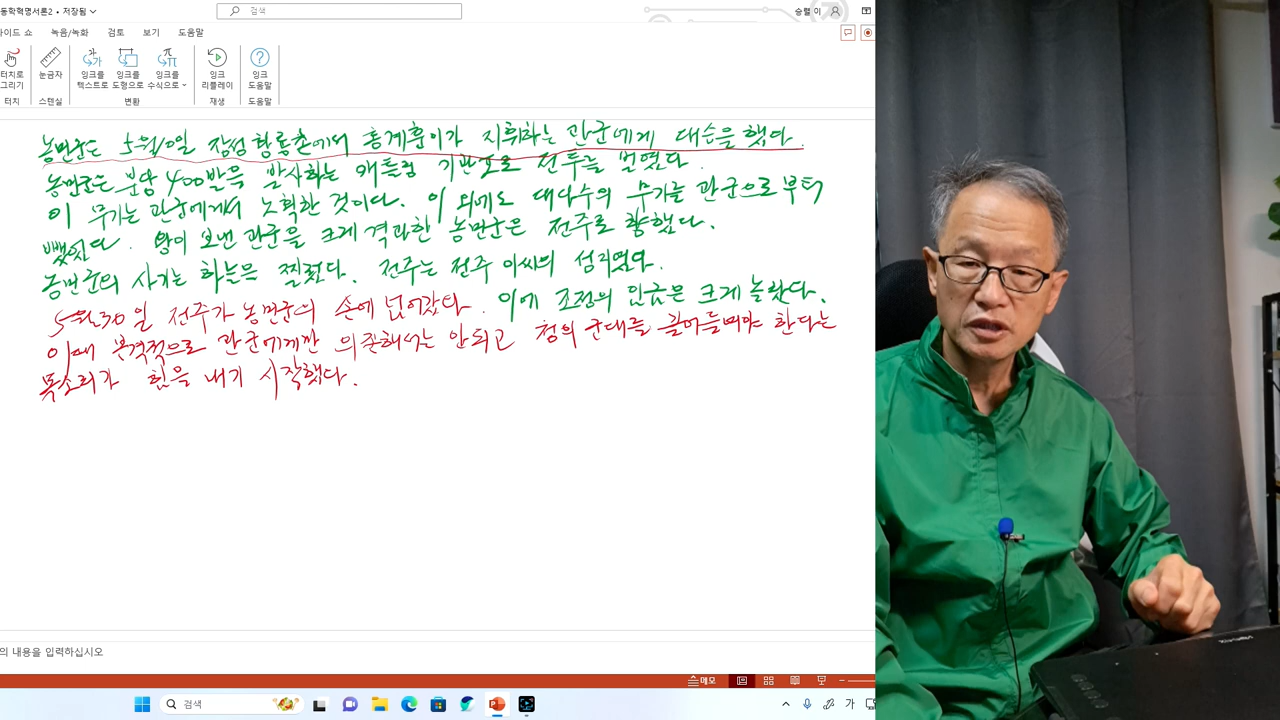 동학혁명서론2 • 저장됨
검색
승렬 이
라이드 쇼 녹음/녹화 검토 보기 도움말
터치로 그리기
눈금자
잉크를 텍스트로
잉크를 도형으로
잉크를 수식으로
잉크 리플레이
잉크 도움말
터치 스텐실 변환 재생 도움말
농민군은 5월 일 장성 황룡촌에서 홍계훈이가 지휘하는 관군에게 대승을 했다.
농민군은 분당 400발을 발사하는 개틀링 기관포로 전투를 벌였다.
이 무기는 관군에게서 노획한 것이다. 이 외에도 대다수의 무기를 관군으로부터
뺏었다. 왕이 보낸 관군을 크게 격파한 농민군은 전주로 향했다.
농민군의 사기는 하늘을 찔렀다. 전주는 전주 이씨의 성지였다.
5월30일 전주가 농민군의 손에 넘어갔다. 이에 조정의 민규은 크게 놀랐다.
이때 본격적으로 관군에게만 의존해서는 안되고 청의 군대를 끌어들여야 한다는
목소리가 힘을 내기 시작했다.
의 내용을 입력하십시오
메모
검색
가